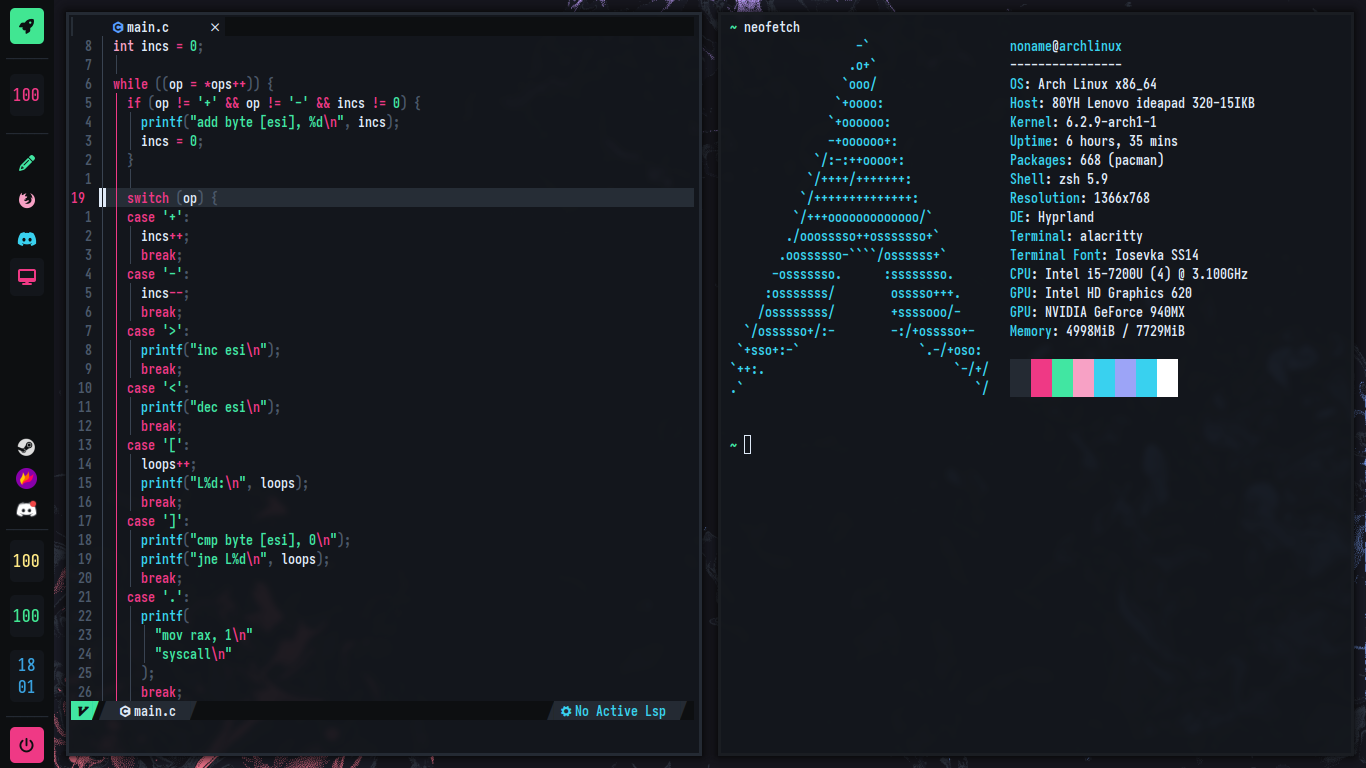 100
100
100
18
01
main.c ×
8 int incs = 0;
7
6 while ((op = *ops++)) {
5 if (op != '+' && op != '-' && incs != 0) {
4 printf("add byte [esi], %d\n", incs);
3 incs = 0;
2 }
1
19 switch (op) {
1 case '+':
2 incs++;
3 break;
4 case '-':
5 incs--;
6 break;
7 case '>':
8 printf("inc esi\n");
9 break;
10 case '<':
11 printf("dec esi\n");
12 break;
13 case '[':
14 loops++;
15 printf("L%d:\n", loops);
16 break;
17 case ']':
18 printf("cmp byte [esi], 0\n");
19 printf("jne L%d\n", loops);
20 break;
21 case '.':
22 printf(
23 "mov rax, 1\n"
24 "syscall\n"
25 );
26 break;
main.c
No Active Lsp
~ neofetch
-`
.o+`
`ooo/
`+oooo:
`+oooooo:
-+oooooo+:
`/:-:++oooo+:
`/++++/+++++++:
`/++++++++++++++:
`/+++ooooooooooooo/`
./ooosssso++osssssso+`
.oossssso-````/ossssss+`
-osssssso. :ssssssso.
:osssssss/ osssso+++.
/ossssssss/ +ssssooo/-
`/ossssso+/:- -:/+osssso+-
`+sso+:-` `.-/+oso:
`++:. `-/+/
.` `/
noname@archlinux
----------------
OS: Arch Linux x86_64
Host: 80YH Lenovo ideapad 320-15IKB
Kernel: 6.2.9-arch1-1
Uptime: 6 hours, 35 mins
Packages: 668 (pacman)
Shell: zsh 5.9
Resolution: 1366x768
DE: Hyprland
Terminal: alacritty
Terminal Font: Iosevka SS14
CPU: Intel i5-7200U (4) @ 3.100GHz
GPU: Intel HD Graphics 620
GPU: NVIDIA GeForce 940MX
Memory: 4998MiB / 7729MiB
~